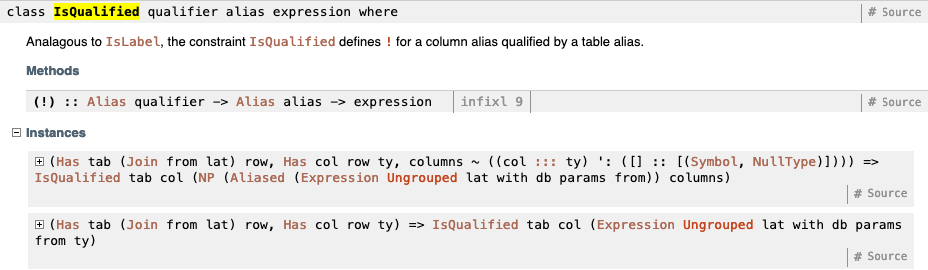 class IsQualified qualifier alias expression where
# Source
Analagous to IsLabel, the constraint IsQualified defines ! for a column alias qualified by a table alias.
Methods
(!) :: Alias qualifier -> Alias alias -> expression
infixl 9
# Source
Instances
(Has tab (Join from lat) row, Has col row ty, columns ~ ((col ::: ty) ': ([] :: [(Symbol, NullType)]))) =>
IsQualified tab col (NP (Aliased (Expression Ungrouped lat with db params from)) columns)
# Source
(Has tab (Join from lat) row, Has col row ty) => IsQualified tab col (Expression Ungrouped lat with db params
from ty)
# Source